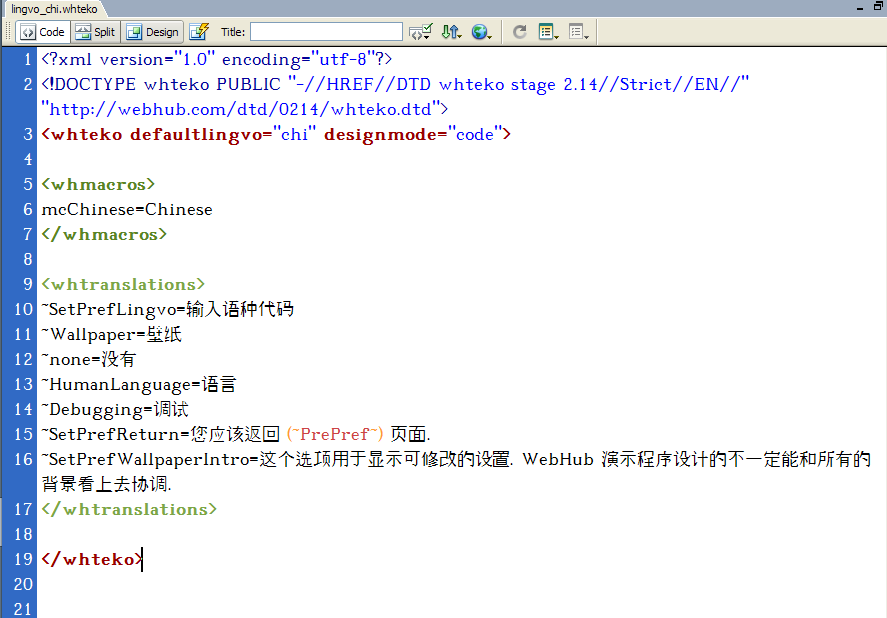 lingvo_chi.whteko
Code Split Design Title:
1 <?xml version="1.0" encoding="utf-8"?>
2 <!DOCTYPE whteko PUBLIC "-//HREF//DTD whteko stage 2.14//Strict//EN//"
"http://webhub.com/dtd/0214/whteko.dtd">
3 <whteko defaultlingvo="chi" designmode="code">
4
5 <whmacros>
6 mcChinese=Chinese
7 </whmacros>
8
9 <whtranslations>
10 ~SetPrefLingvo=输入语种代码
11 ~Wallpaper=壁纸
12 ~none=没有
13 ~HumanLanguage=语言
14 ~Debugging=调试
15 ~SetPrefReturn=您应该返回 (~PrePref~) 页面.
16 ~SetPrefWallpaperIntro=这个选项用于显示可修改的设置. WebHub 演示程序设计的不一定能和所有的
背景看上去协调.
17 </whtranslations>
18
19 </whteko>
20
21